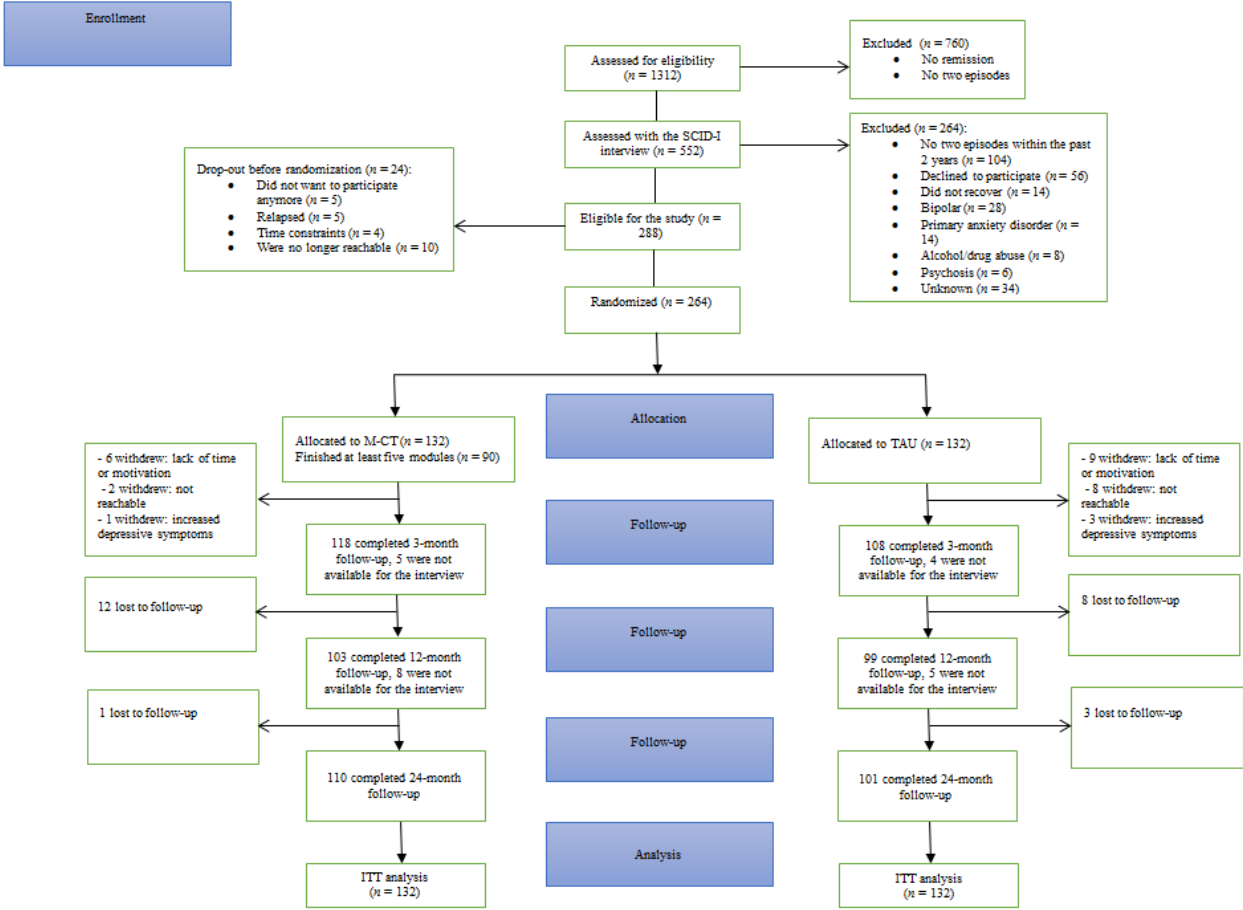 Enrollment
Assessed for eligibility
(n = 1312)
Excluded (n = 760)
• No remission
• No two episodes
Assessed with the SCID-I
interview (n = 552)
Excluded (n = 264):
• No two episodes within the past
2 years (n = 104)
• Declined to participate (n = 56)
• Did not recover (n = 14)
• Bipolar (n = 28)
• Primary anxiety disorder (n =
14)
• Alcohol/drug abuse (n = 8)
• Psychosis (n = 6)
• Unknown (n = 34)
Drop-out before randomization (n = 24):
• Did not want to participate
anymore (n = 5)
• Relapsed (n = 5)
• Time constraints (n = 4)
• Were no longer reachable (n = 10)
Eligible for the study (n =
288)
Randomized (n = 264)
Allocation
Allocated to M-CT (n = 132)
Finished at least five modules (n = 90)
Allocated to TAU (n = 132)
- 6 withdrew: lack of time
or motivation
- 2 withdrew: not
reachable
- 1 withdrew: increased
depressive symptoms
- 9 withdrew: lack of time
or motivation
- 8 withdrew: not
reachable
- 3 withdrew: increased
depressive symptoms
Follow-up
118 completed 3-month
follow-up, 5 were not
available for the interview
108 completed 3-month
follow-up, 4 were not
available for the interview
12 lost to follow-up
8 lost to follow-up
Follow-up
103 completed 12-month
follow-up, 8 were not
available for the interview
99 completed 12-month
follow-up, 5 were not
available for the interview
1 lost to follow-up
3 lost to follow-up
Follow-up
110 completed 24-month
follow-up
101 completed 24-month
follow-up
Analysis
ITT analysis
(n = 132)
ITT analysis
(n = 132)